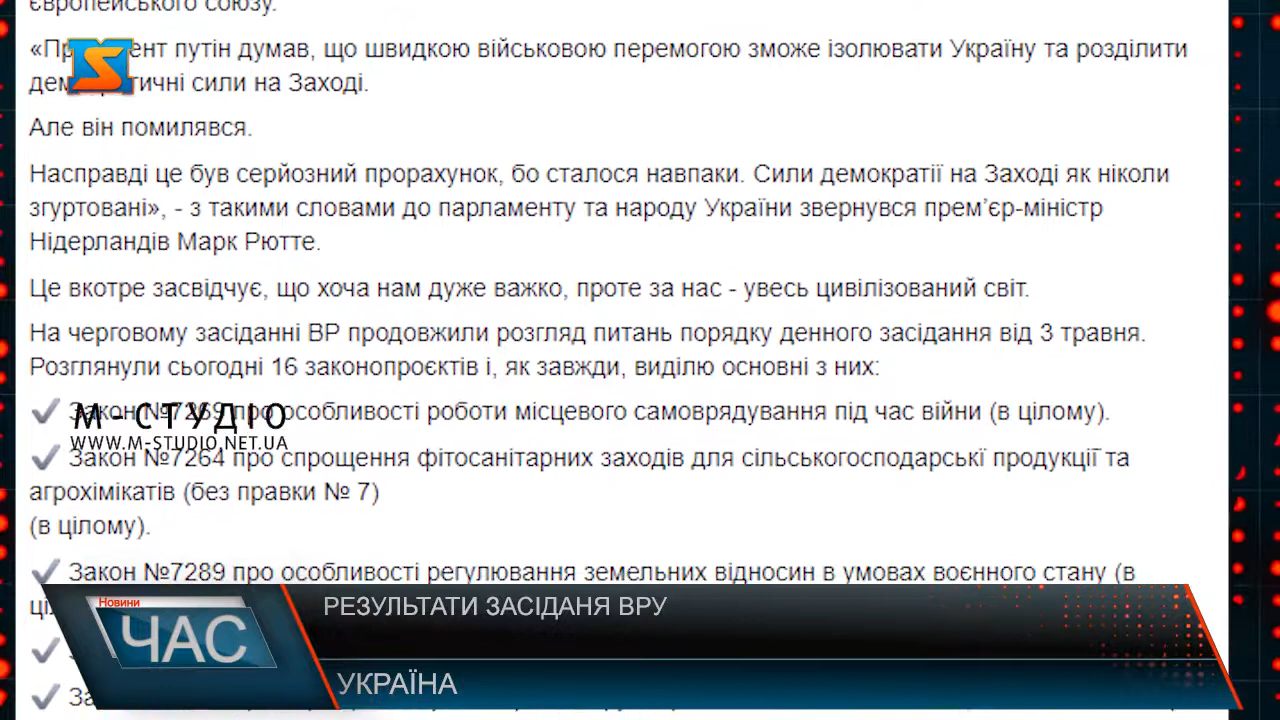 європейського союзу.
«Пр ент путін думав, що швидкою військовою перемогою зможе ізолювати Україну та розділити
дем тичні сили на Заході.
Але він помилявся.
Насправді це був серйозний прорахунок, бо сталося навпаки. Сили демократії на Заході як ніколи
згуртовані», - з такими словами до парламенту та народу України звернувся прем’єр-міністр
Нідерландів Марк Рютте.
Це вкотре засвідчує, що хоча нам дуже важко, проте за нас - увесь цивілізований світ.
На черговому засіданні ВР продовжили розгляд питань порядку денного засідання від 3 травня.
Розглянули сьогодні 16 законопроєктів і, як завжди, виділю основні з них:
Закон №7269 про особливості роботи місцевого самоврядування під час війни (в цілому).
М-СТУДІО
WWW.M-STUDIO.NET.UA
Закон №7264 про спрощення фітосанітарних заходів для сільськогосподарські продукції та
агрохімікатів (без правки № 7)
(в цілому).
Закон №7289 про особливості регулювання земельних відносин в умовах воєнного стану (в
Новини
ЧАС
РЕЗУЛЬТАТИ ЗАСІДАНЯ ВРУ
УКРАЇНА